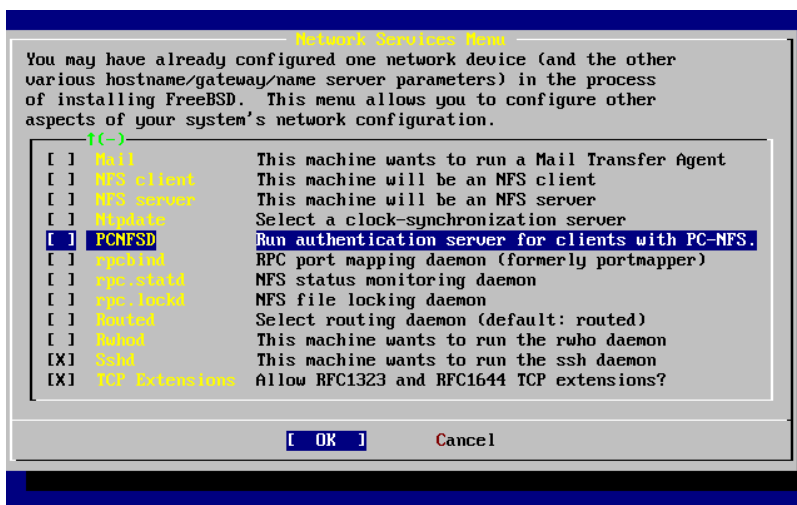 Network Services Menu
You may have already configured one network device (and the other
various hostname/gateway/name server parameters) in the process
of installing FreeBSD.  This menu allows you to configure other
aspects of your system's network configuration.
↑(-)
[ ] Mail This machine wants to run a Mail Transfer Agent
[ ] NFS client This machine will be an NFS client
[ ] NFS server This machine will be an NFS server
[ ] Ntpdate Select a clock-synchronization server
[ ] PCNFSD Run authentication server for clients with PC-NFS.
[ ] rpcbind RPC port mapping daemon (formerly portmapper)
[ ] rpc.statd NFS status monitoring daemon
[ ] rpc.lockd NFS file locking daemon
[ ] Routed Select routing daemon (default: routed)
[ ] Rwhod This machine wants to run the rwho daemon
[X] Sshd This machine wants to run the ssh daemon
[X] TCP Extensions Allow RFC1323 and RFC1644 TCP extensions?
[ OK ] Cancel